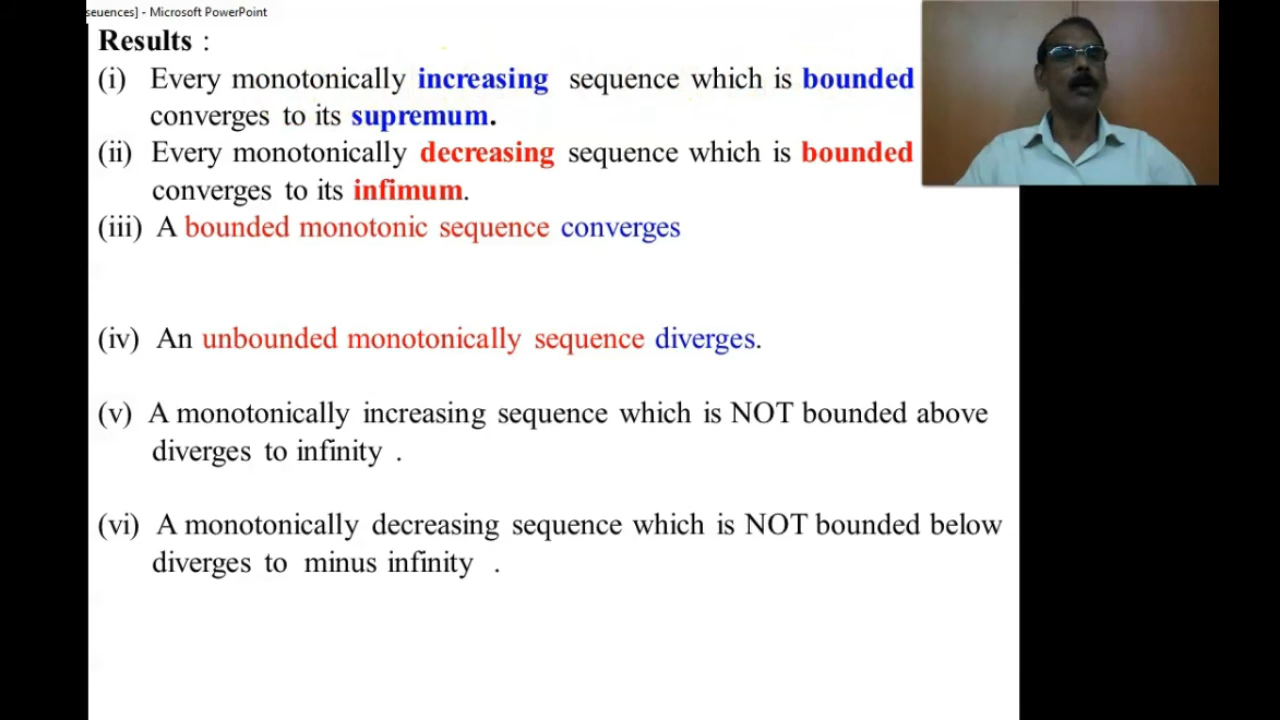 seuences] - Microsoft PowerPoint
Results :
(i) Every monotonically increasing sequence which is bounded
converges to its supremum.
(ii) Every monotonically decreasing sequence which is bounded
converges to its infimum.
(iii) A bounded monotonic sequence converges
(iv) An unbounded monotonically sequence diverges.
(v) A monotonically increasing sequence which is NOT bounded above
diverges to infinity .
(vi) A monotonically decreasing sequence which is NOT bounded below
diverges to minus infinity .